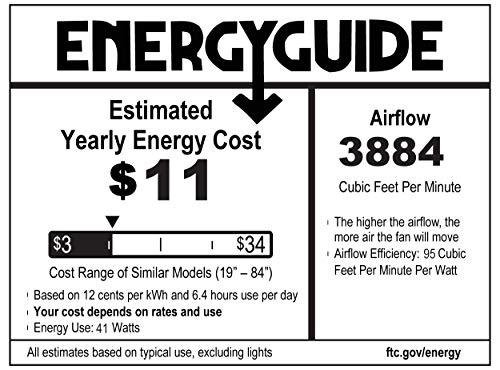 ENERGYGUIDE
Estimated
Yearly Energy Cost
$11
$3
$34
Cost Range of Similar Models (19” – 84”)
Based on 12 cents per kWh and 6.4 hours use per day
Your cost depends on rates and use
Energy Use: 41 Watts
Airflow
3884
Cubic Feet Per Minute
The higher the airflow, the
more air the fan will move
Airflow Efficiency: 95 Cubic
Feet Per Minute Per Watt
All estimates based on typical use, excluding lights
ftc.gov/energy